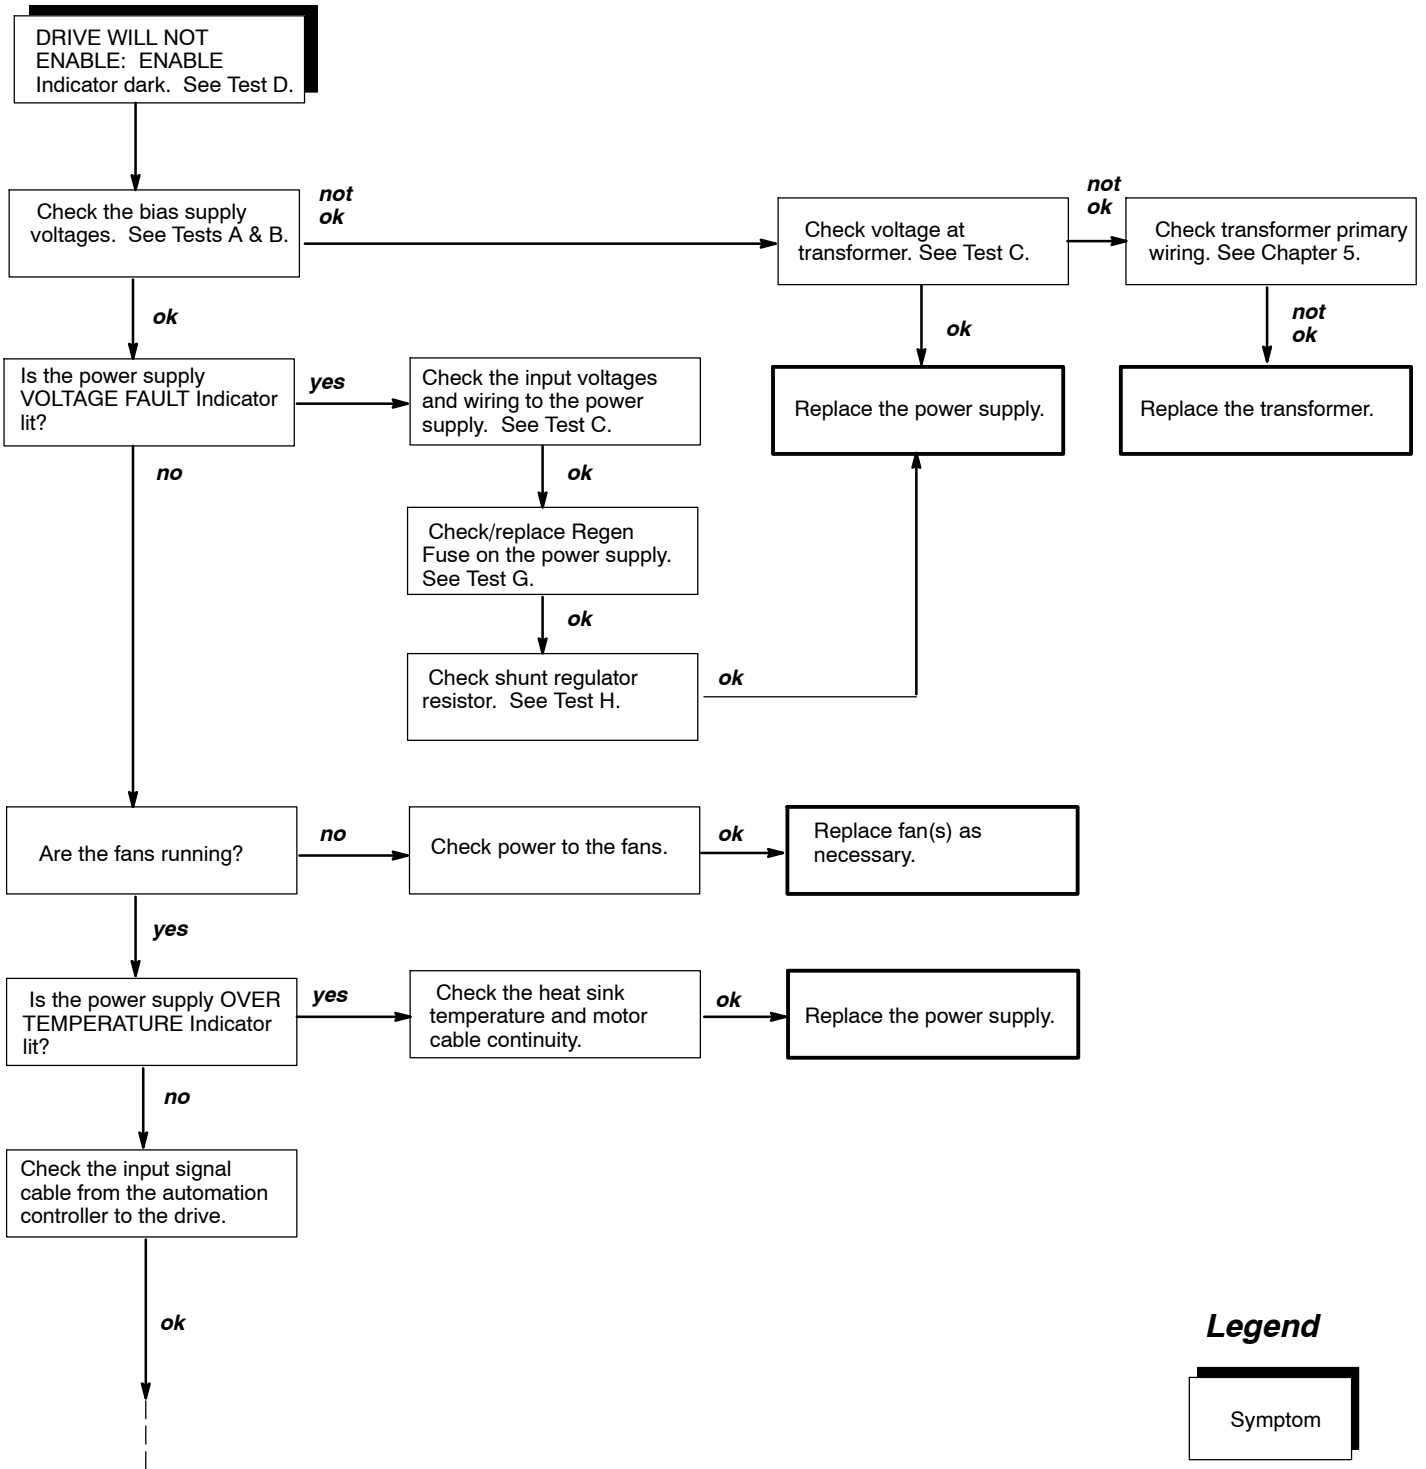 DRIVE WILL NOT
ENABLE: ENABLE
Indicator dark. See Test D.
Check the bias supply
voltages. See Tests A & B.
not
ok
Check voltage at
transformer. See Test C.
not
ok
Check transformer primary
wiring. See Chapter 5.
ok
ok
not
ok
Is the power supply
VOLTAGE FAULT Indicator
lit?
yes
Check the input voltages
and wiring to the power
supply. See Test C.
Replace the power supply.
Replace the transformer.
no
ok
Check/replace Regen
Fuse on the power supply.
See Test G.
ok
Check shunt regulator
resistor. See Test H.
ok
Are the fans running?
no
Check power to the fans.
ok
Replace fan(s) as
necessary.
yes
Is the power supply OVER
TEMPERATURE Indicator
lit?
yes
Check the heat sink
temperature and motor
cable continuity.
ok
Replace the power supply.
no
Check the input signal
cable from the automation
controller to the drive.
ok
Legend
Symptom